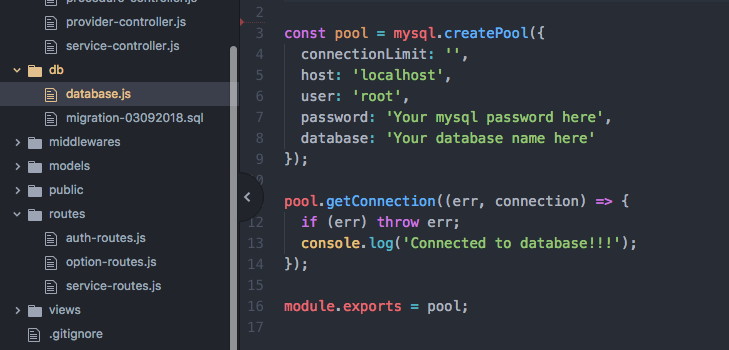 procedure-controller.js
provider-controller.js
service-controller.js
db
database.js
migration-03092018.sql
middlewares
models
public
routes
auth-routes.js
option-routes.js
service-routes.js
views
.gitignore
2
3 const pool = mysql.createPool({
4 connectionLimit: '',
5 host: 'localhost',
6 user: 'root',
7 password: 'Your mysql password here',
8 database: 'Your database name here'
9 });
10
pool.getConnection((err, connection) => {
12 if (err) throw err;
13 console.log('Connected to database!!!');
14 });
15
16 module.exports = pool;
17